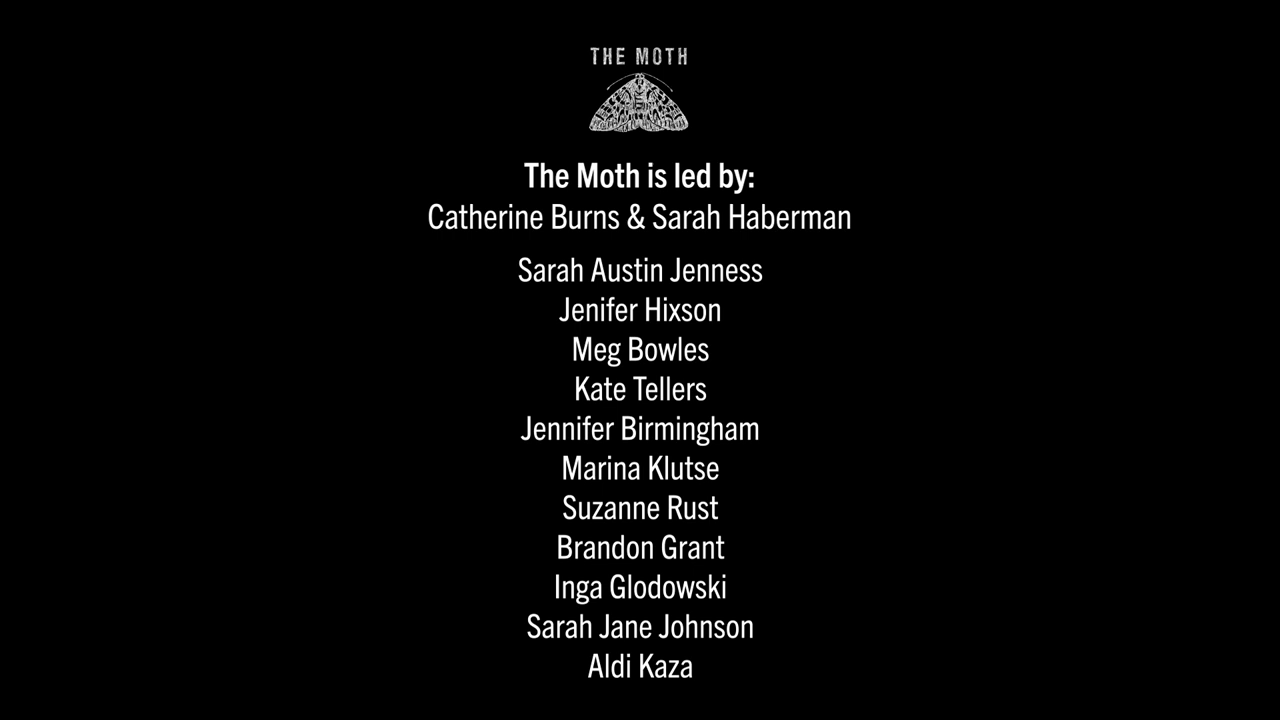 THE MOTH
The Moth is led by:
Catherine Burns & Sarah Haberman
Sarah Austin Jenness
Jenifer Hixson
Meg Bowles
Kate Tellers
Jennifer Birmingham
Marina Klutse
Suzanne Rust
Brandon Grant
Inga Glodowski
Sarah Jane Johnson
Aldi Kaza